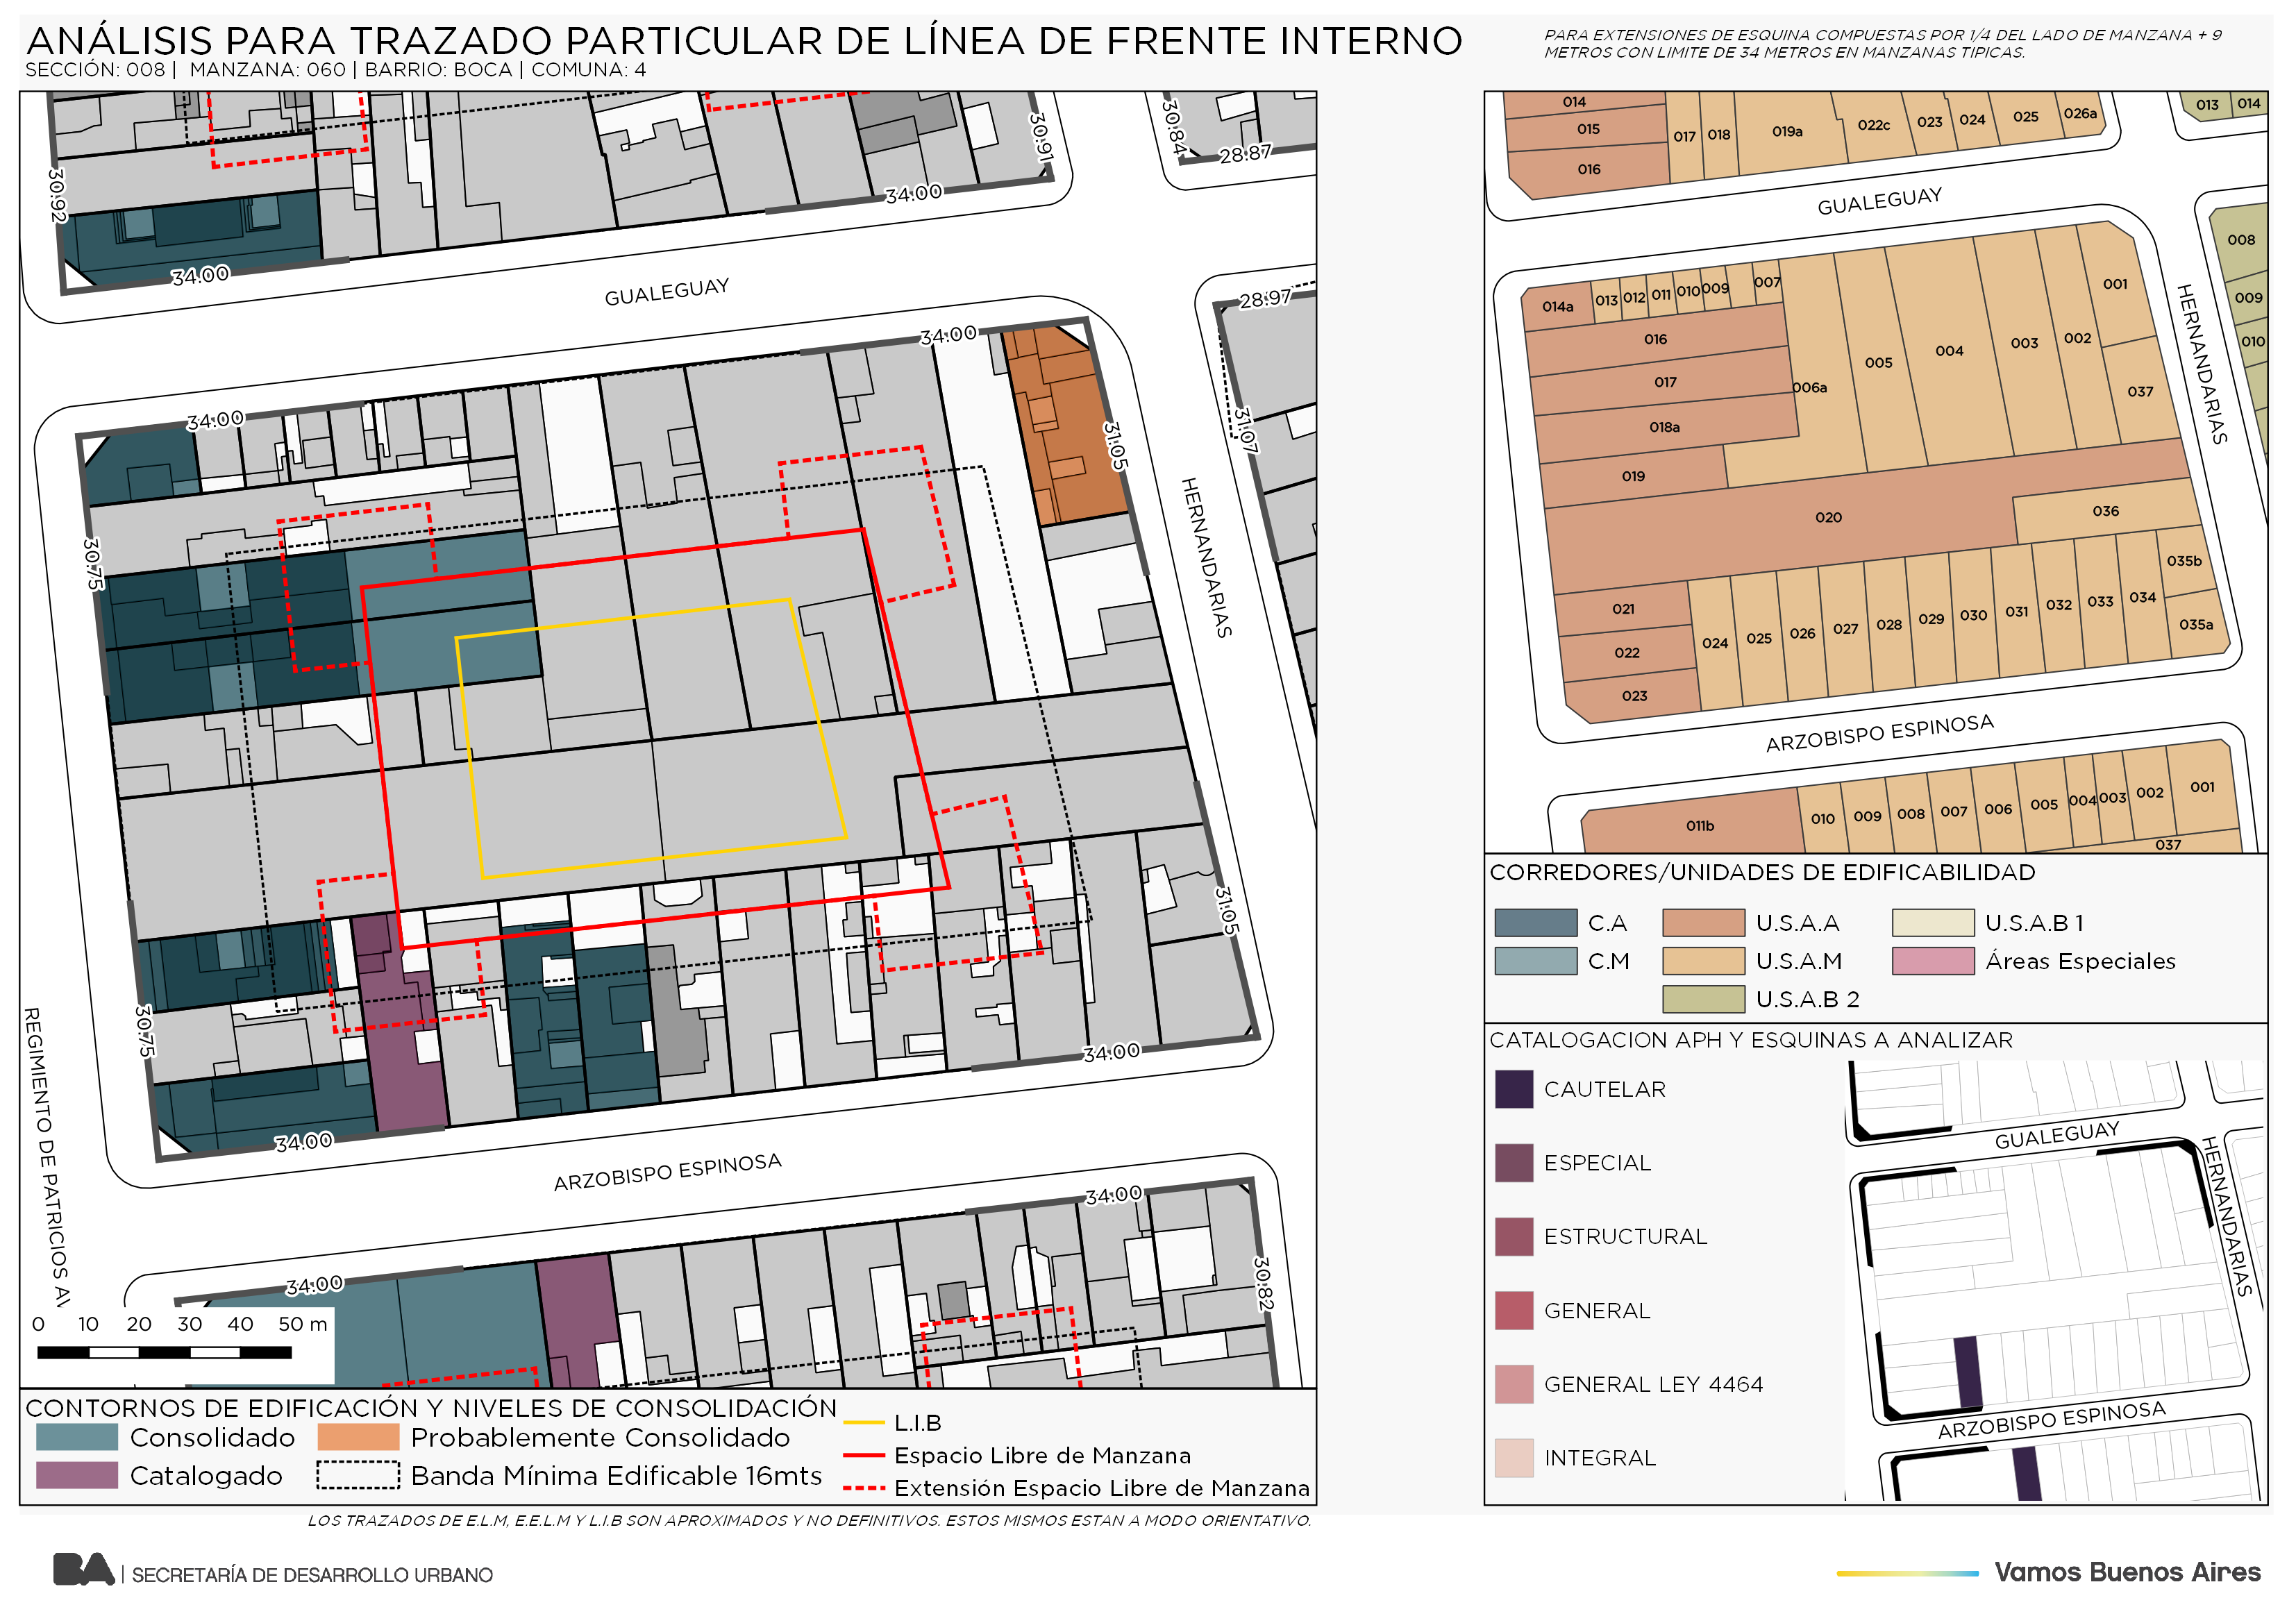 ANÁLISIS PARA TRAZADO PARTICULAR DE LÍNEA DE FRENTE INTERNO
SECCIÓN: 008 | MANZANA: 060 | BARRIO: BOCA | COMUNA: 4
PARA EXTENSIONES DE ESQUINA COMPUESTAS POR 1/4 DEL LADO DE MANZANA + 9
METROS CON LIMITE DE 34 METROS EN MANZANAS TIPICAS.
30.92
34.00
34.00
30.91
30.84
28.87
GUALEGUAY
28.97
34.00
34.00
31.05
31.07
HERNANDARIAS
30.75
30.75
31.05
34.00
34.00
REGIMIENTO DE PATRICIOS AV
ARZOBISPO ESPINOSA
34.00
34.00
30.82
0 10 20 30 40 50 m
CONTORNOS DE EDIFICACIÓN Y NIVELES DE CONSOLIDACIÓN
Consolidado
Probablemente Consolidado
Catalogado
Banda Mínima Edificable 16mts
L.I.B
Espacio Libre de Manzana
Extensión Espacio Libre de Manzana
LOS TRAZADOS DE E.L.M, E.E.L.M Y L.I.B SON APROXIMADOS Y NO DEFINITIVOS. ESTOS MISMOS ESTAN A MODO ORIENTATIVO.
014
015
016
017
018
019a
022c
023
024
025
026a
013
014
GUALEGUAY
008
009
010
HERNANDARIAS
014a
013
012
011
010
009
007
016
017
018a
019
006a
005
004
003
002
001
037
020
036
021
022
023
024
025
026
027
028
029
030
031
032
033
034
035b
035a
ARZOBISPO ESPINOSA
011b
010
009
008
007
006
005
004
003
002
001
037
CORREDORES/UNIDADES DE EDIFICABILIDAD
C.A
U.S.A.A
U.S.A.B 1
C.M
U.S.A.M
Áreas Especiales
U.S.A.B 2
CATALOGACION APH Y ESQUINAS A ANALIZAR
CAUTELAR
ESPECIAL
ESTRUCTURAL
GENERAL
GENERAL LEY 4464
INTEGRAL
GUALEGUAY
HERNANDARIAS
ARZOBISPO ESPINOSA
BA | SECRETARÍA DE DESARROLLO URBANO
Vamos Buenos Aires